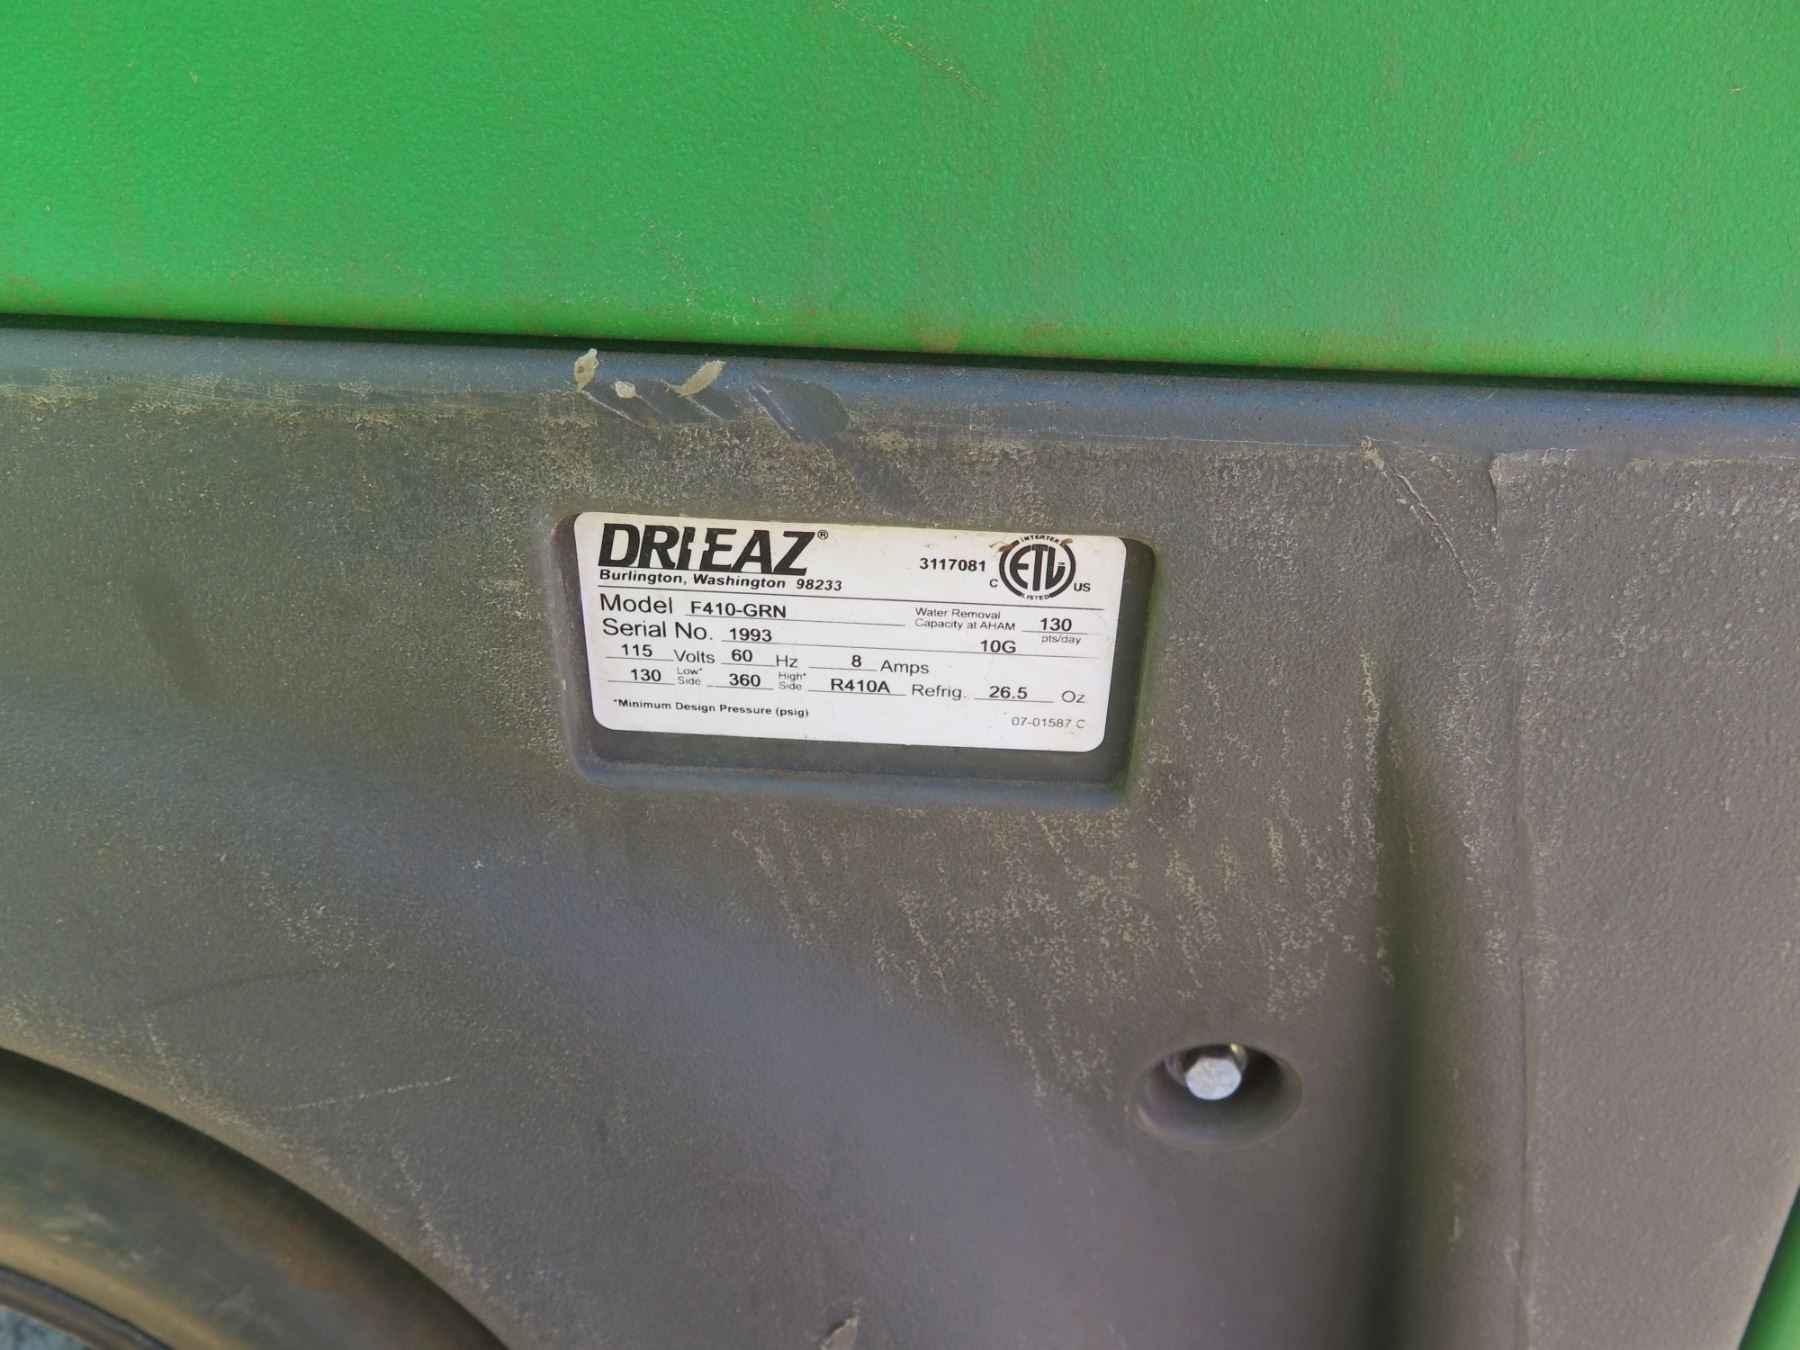 DRI-EAZ®
Burlington, Washington 98233
3117081
INTERTEK
C ETL US
LISTED
Model F410-GRN
Water Removal
Capacity at AHAM 130
pts/day
Serial No. 1993 10G
115 Volts 60 Hz 8 Amps
130 Low* Side 360 High* Side R410A Refrig. 26.5 Oz
*Minimum Design Pressure (psig)
07-01587 C